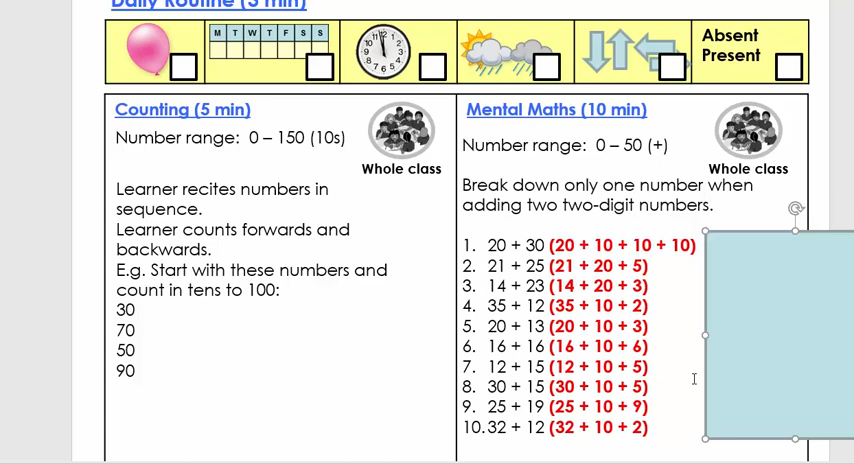 Daily Routine (5 min)
M T W T F S S
Absent
Present
Counting (5 min)
Number range: 0 – 150 (10s)
Whole class
Learner recites numbers in
sequence.
Learner counts forwards and
backwards.
E.g. Start with these numbers and
count in tens to 100:
30
70
50
90
Mental Maths (10 min)
Number range: 0 – 50 (+)
Whole class
Break down only one number when
adding two two-digit numbers.
1. 20 + 30 (20 + 10 + 10 + 10)
2. 21 + 25 (21 + 20 + 5)
3. 14 + 23 (14 + 20 + 3)
4. 35 + 12 (35 + 10 + 2)
5. 20 + 13 (20 + 10 + 3)
6. 16 + 16 (16 + 10 + 6)
7. 12 + 15 (12 + 10 + 5)
8. 30 + 15 (30 + 10 + 5)
9. 25 + 19 (25 + 10 + 9)
10. 32 + 12 (32 + 10 + 2)